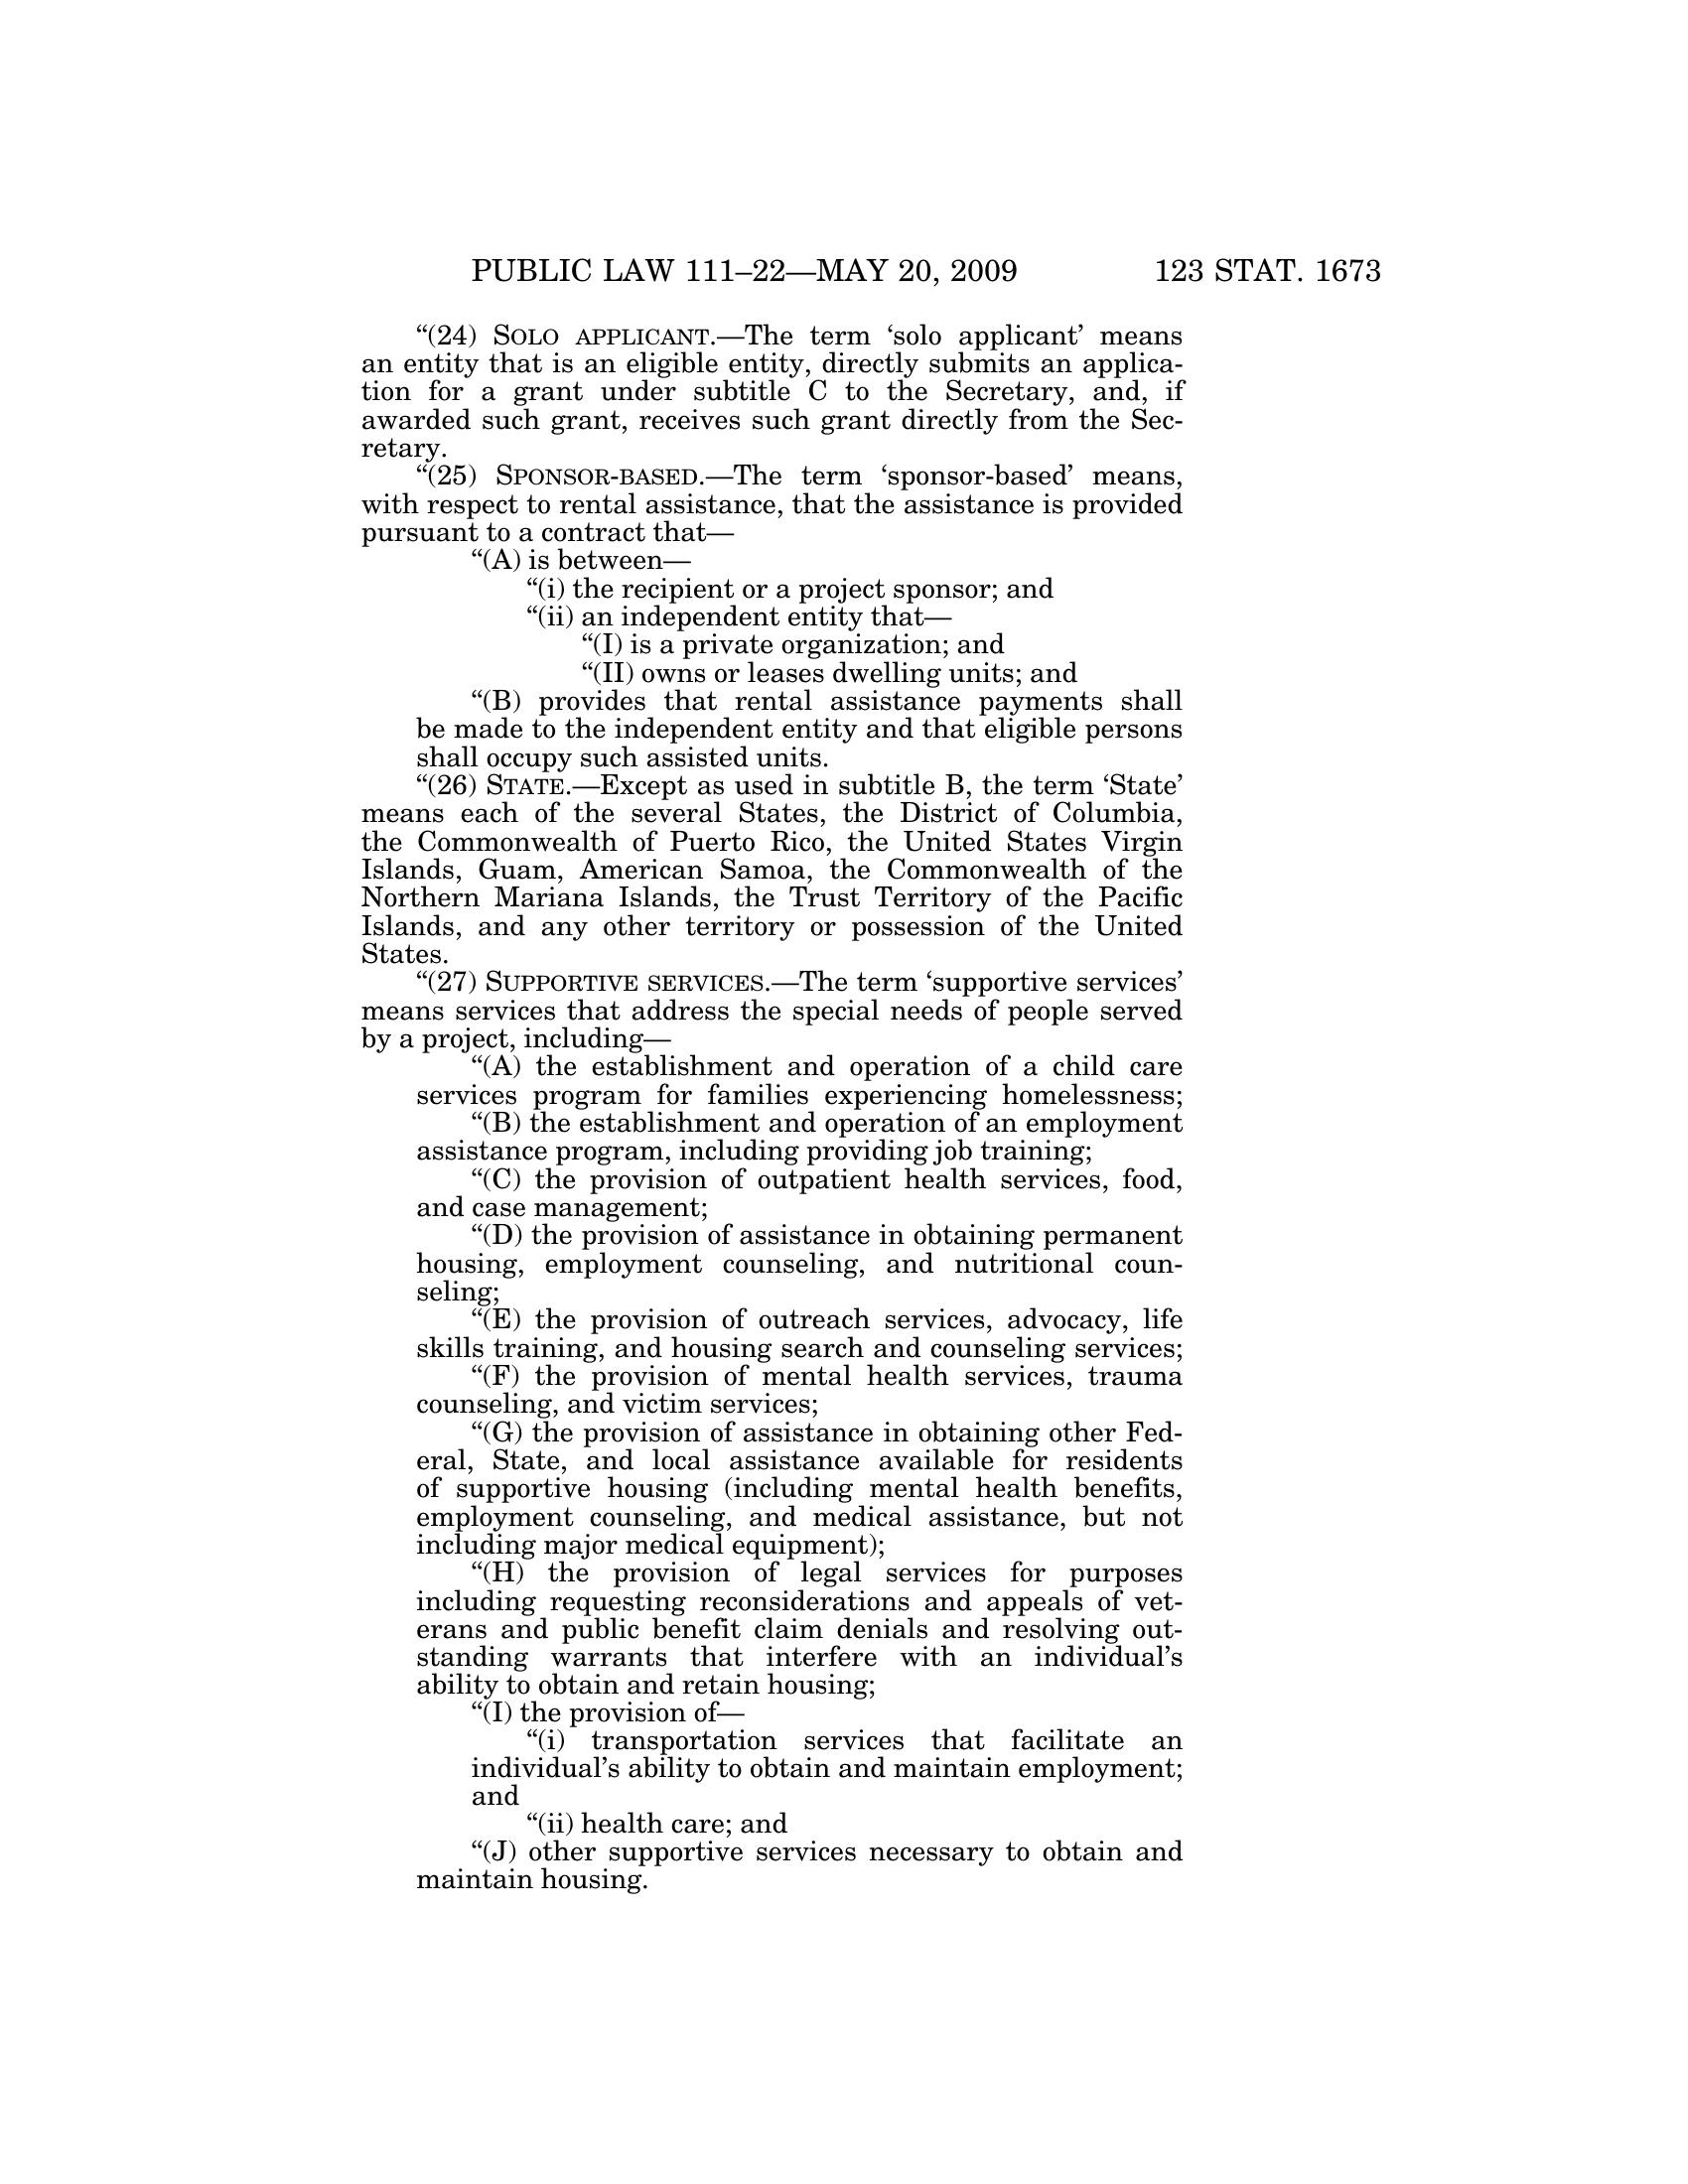 PUBLIC LAW 111–22—MAY 20, 2009 123 STAT. 1673
“(24) SOLO APPLICANT.—The term ‘solo applicant’ means
an entity that is an eligible entity, directly submits an applica-
tion for a grant under subtitle C to the Secretary, and, if
awarded such grant, receives such grant directly from the Sec-
retary.
“(25) SPONSOR-BASED.—The term ‘sponsor-based’ means,
with respect to rental assistance, that the assistance is provided
pursuant to a contract that—
“(A) is between—
“(i) the recipient or a project sponsor; and
“(ii) an independent entity that—
“(I) is a private organization; and
“(II) owns or leases dwelling units; and
“(B) provides that rental assistance payments shall
be made to the independent entity and that eligible persons
shall occupy such assisted units.
“(26) STATE.—Except as used in subtitle B, the term ‘State’
means each of the several States, the District of Columbia,
the Commonwealth of Puerto Rico, the United States Virgin
Islands, Guam, American Samoa, the Commonwealth of the
Northern Mariana Islands, the Trust Territory of the Pacific
Islands, and any other territory or possession of the United
States.
“(27) SUPPORTIVE SERVICES.—The term ‘supportive services’
means services that address the special needs of people served
by a project, including—
“(A) the establishment and operation of a child care
services program for families experiencing homelessness;
“(B) the establishment and operation of an employment
assistance program, including providing job training;
“(C) the provision of outpatient health services, food,
and case management;
“(D) the provision of assistance in obtaining permanent
housing, employment counseling, and nutritional coun-
seling;
“(E) the provision of outreach services, advocacy, life
skills training, and housing search and counseling services;
“(F) the provision of mental health services, trauma
counseling, and victim services;
“(G) the provision of assistance in obtaining other Fed-
eral, State, and local assistance available for residents
of supportive housing (including mental health benefits,
employment counseling, and medical assistance, but not
including major medical equipment);
“(H) the provision of legal services for purposes
including requesting reconsiderations and appeals of vet-
erans and public benefit claim denials and resolving out-
standing warrants that interfere with an individual’s
ability to obtain and retain housing;
“(I) the provision of—
“(i) transportation services that facilitate an
individual’s ability to obtain and maintain employment;
and
“(ii) health care; and
“(J) other supportive services necessary to obtain and
maintain housing.